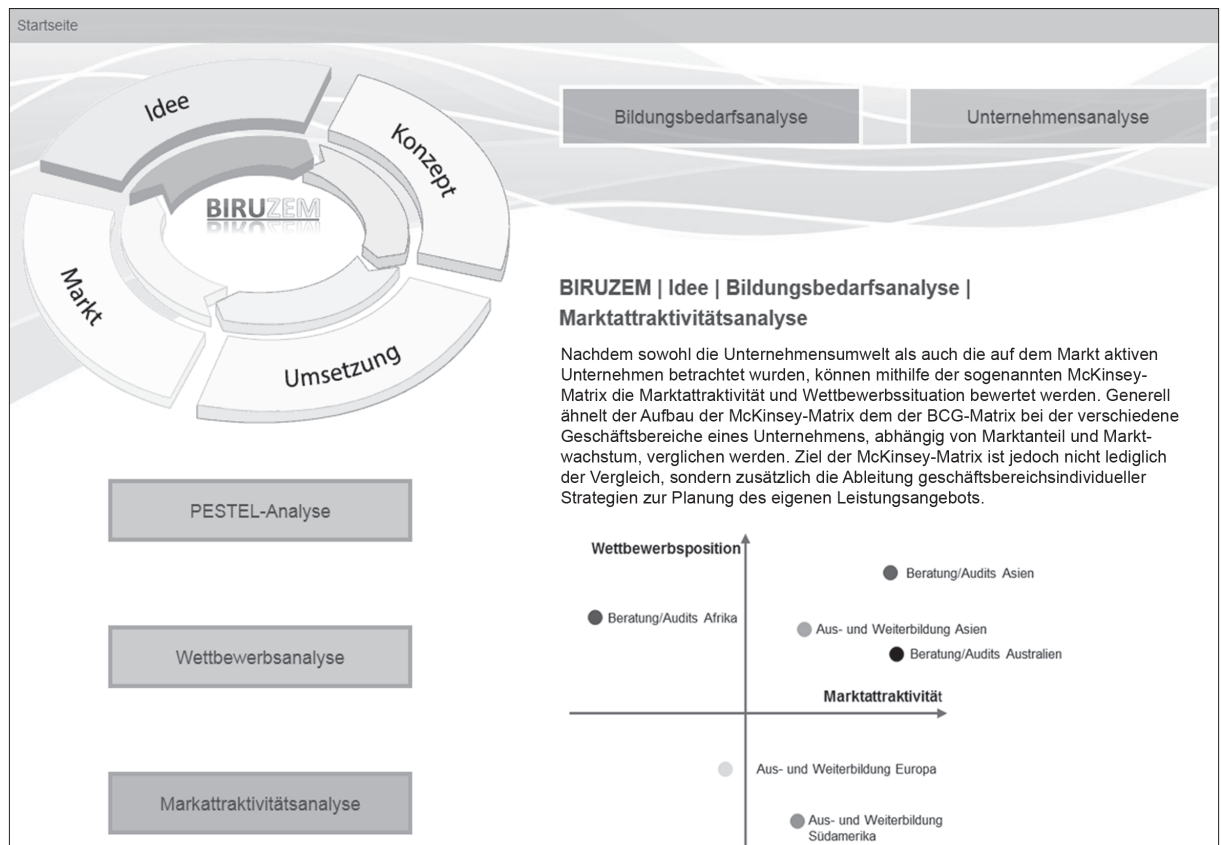 Startseite
Idee
Konzept
Markt
Umsetzung
BIRUZEM
Bildungsbedarfsanalyse
Unternehmensanalyse
BIRUZEM | Idee | Bildungsbedarfsanalyse |
Marktattraktivitätsanalyse
Nachdem sowohl die Unternehmensumwelt als auch die auf dem Markt aktiven
Unternehmen betrachtet wurden, können mithilfe der sogenannten McKinsey-
Matrix die Marktattraktivität und Wettbewerbssituation bewertet werden. Generell
ähnelt der Aufbau der McKinsey-Matrix dem der BCG-Matrix bei der verschiedene
Geschäftsbereiche eines Unternehmens, abhängig von Marktanteil und Markt-
wachstum, verglichen werden. Ziel der McKinsey-Matrix ist jedoch nicht lediglich
der Vergleich, sondern zusätzlich die Ableitung geschäftsbereichsindividueller
Strategien zur Planung des eigenen Leistungsangebots.
PESTEL-Analyse
Wettbewerbsanalyse
Markattraktivitätsanalyse
Wettbewerbsposition
Beratung/Audits Asien
Beratung/Audits Afrika
Aus- und Weiterbildung Asien
Beratung/Audits Australien
Marktattraktivität
Aus- und Weiterbildung Europa
Aus- und Weiterbildung
Südamerika